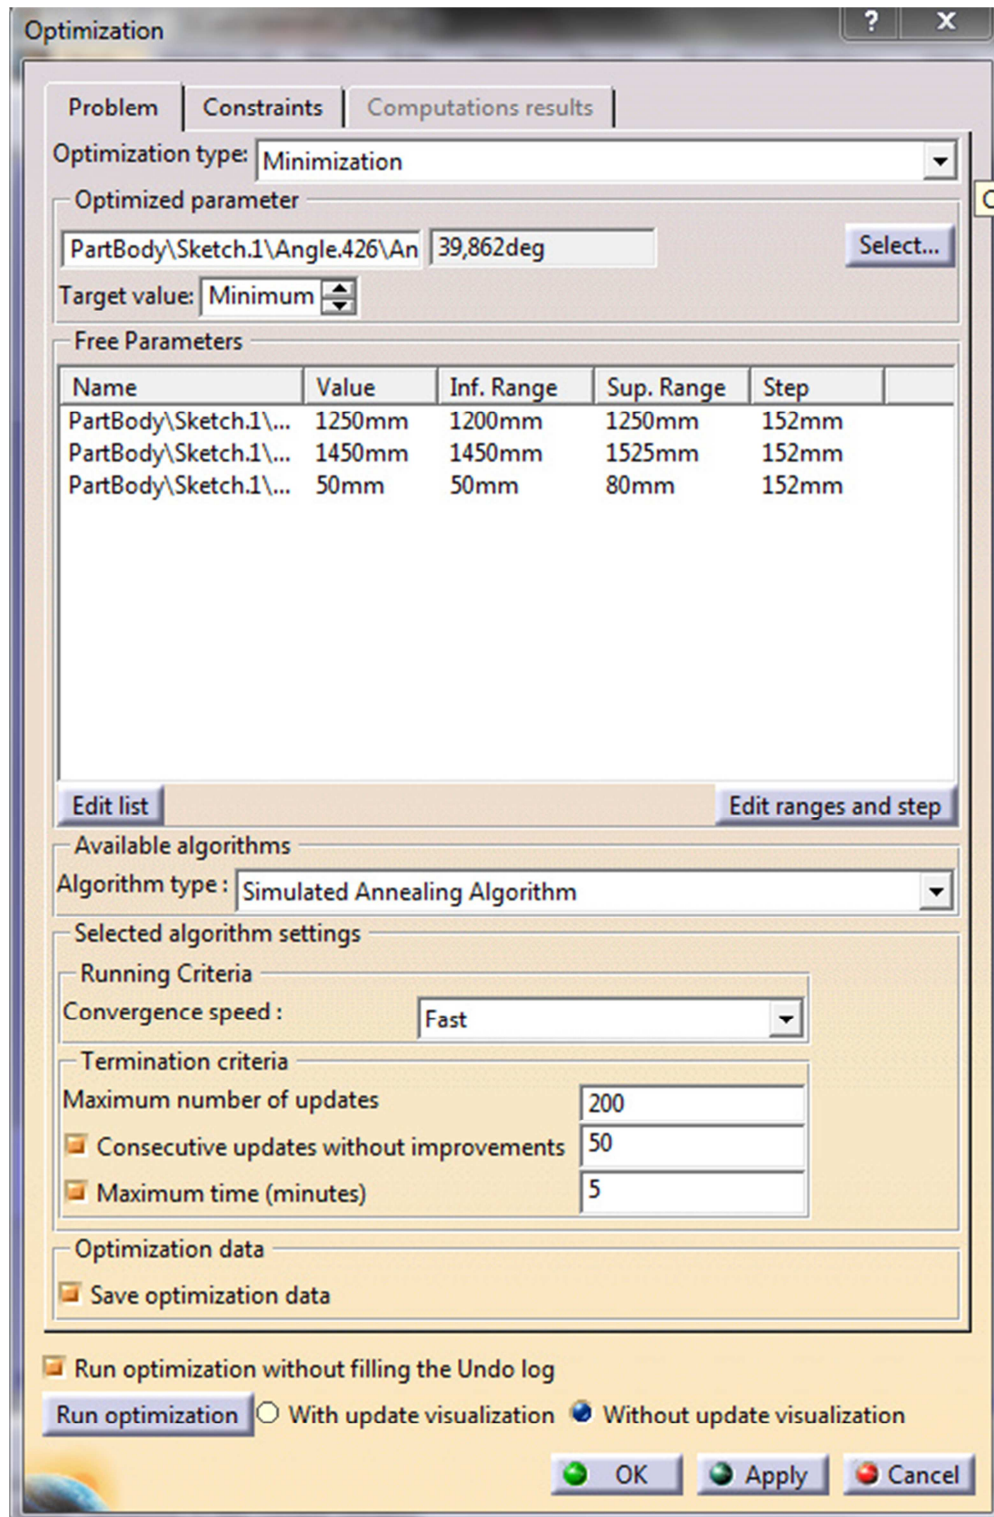 Optimization
? X
Problem Constraints Computations results
Optimization type: Minimization
Optimized parameter
PartBody\Sketch.1\Angle.426\An 39,862deg Select...
Target value: Minimum
Free Parameters
Name Value Inf. Range Sup. Range Step
PartBody\Sketch.1\... 1250mm 1200mm 1250mm 152mm
PartBody\Sketch.1\... 1450mm 1450mm 1525mm 152mm
PartBody\Sketch.1\... 50mm 50mm 80mm 152mm
Edit list Edit ranges and step
Available algorithms
Algorithm type : Simulated Annealing Algorithm
Selected algorithm settings
Running Criteria
Convergence speed : Fast
Termination criteria
Maximum number of updates 200
Consecutive updates without improvements 50
Maximum time (minutes) 5
Optimization data
Save optimization data
Run optimization without filling the Undo log
Run optimization With update visualization Without update visualization
OK Apply Cancel